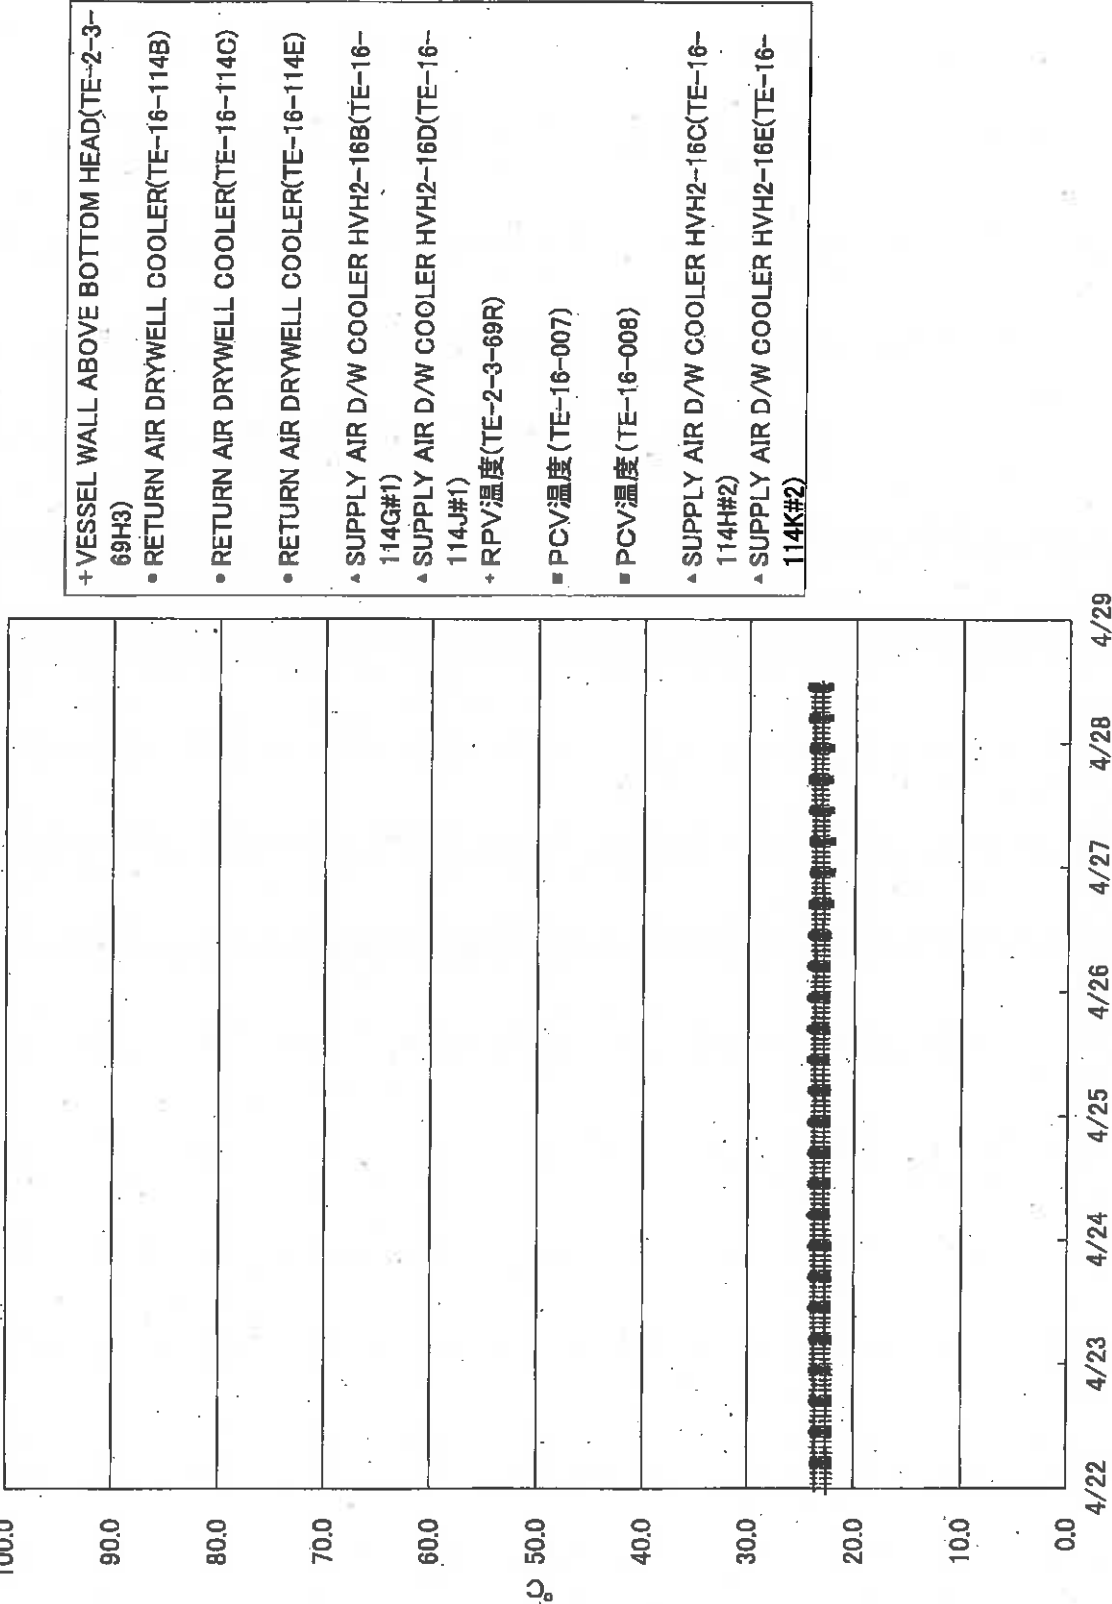 100.0
90.0
80.0
70.0
60.0
50.0
40.0
30.0
20.0
10.0
0.0
℃
4/22
4/23
4/24
4/25
4/26
4/27
4/28
4/29
+VESSEL WALL ABOVE BOTTOM HEAD(TE-2-3-
69H3)
● RETURN AIR DRYWELL COOLER(TE-16-114B)
● RETURN AIR DRYWELL COOLER(TE-16-114C)
● RETURN AIR DRYWELL COOLER(TE-16-114E)
▲ SUPPLY AIR D/W COOLER HVH2-16B(TE-16-
114G#1)
▲ SUPPLY AIR D/W COOLER HVH2-16D(TE-16-
114J#1)
+ RPV温度(TE-2-3-69R)
■ PCV温度(TE-16-007)
■ PCV温度(TE-16-008)
▲ SUPPLY AIR D/W COOLER HVH2-16C(TE-16-
114H#2)
▲ SUPPLY AIR D/W COOLER HVH2-16E(TE-16-
114K#2)